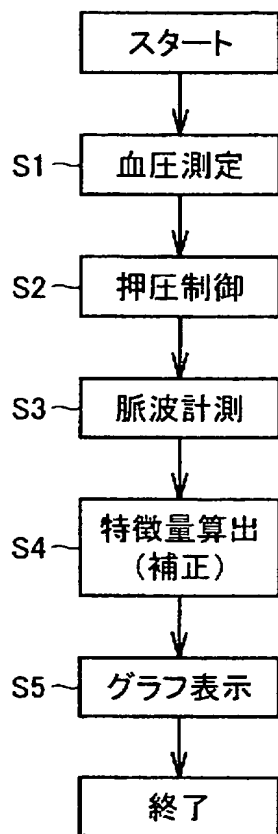 スタート
S1 血圧測定
S2 押圧制御
S3 脈波計測
S4 特徴量算出
(補正)
S5 グラフ表示
終了